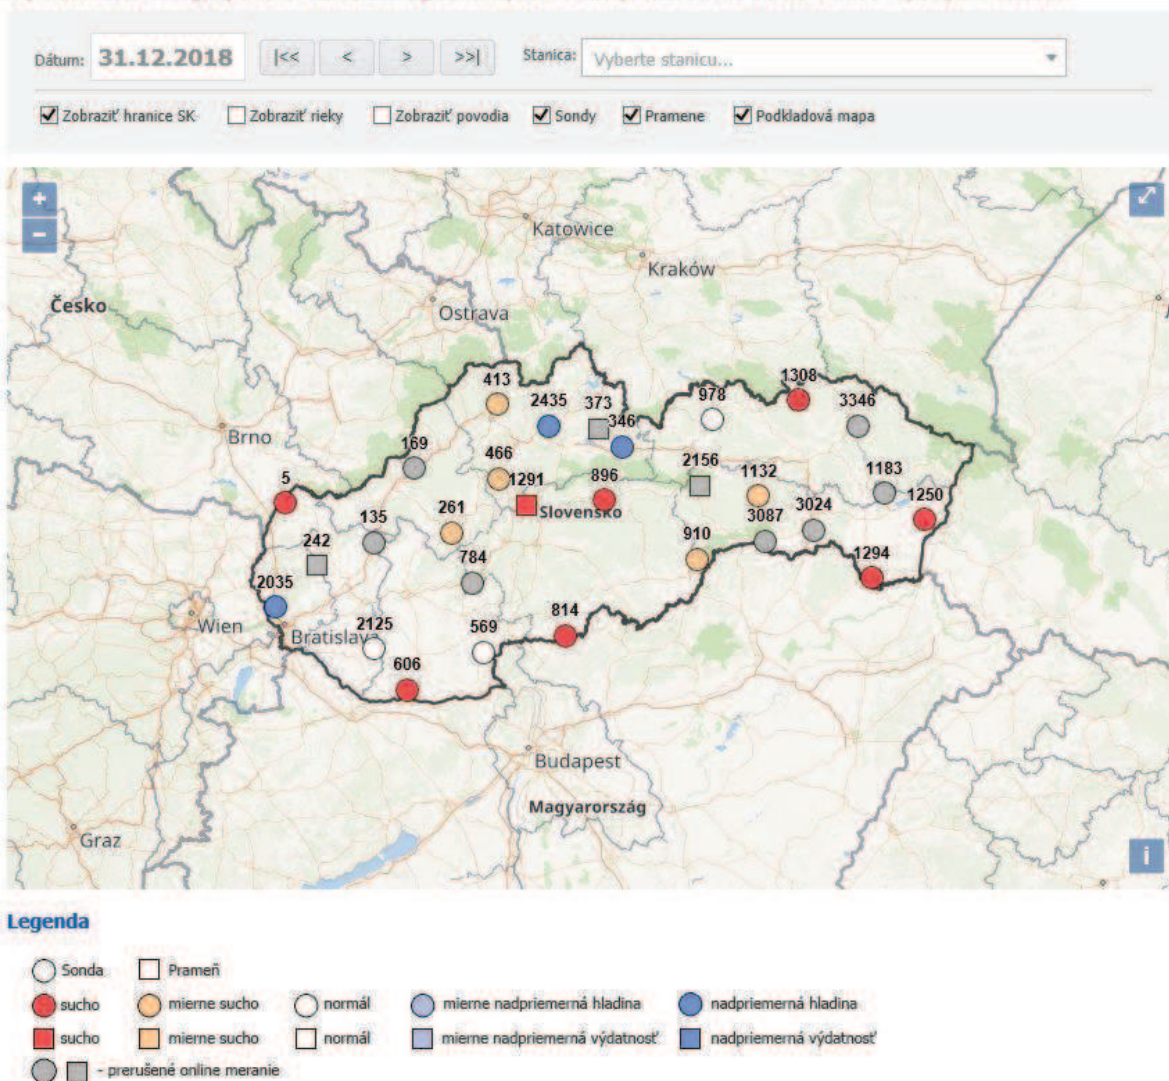 Dátum: 31.12.2018 |<< < > >>| Stanica: Vyberte stanicu...
Zobraziť hranice SK Zobraziť rieky Zobraziť povodia Sondy Pramene Podkladová mapa
+
-
Katowice
Kraków
Česko
Ostrava
413
2435
373
346
978
1308
3346
Brno
169
466
1291
896
2156
1132
1183
1250
5
Slovensko
261
135
242
784
910
3087
3024
1294
2035
Wien
Bratislava
2125
569
814
606
Budapest
Magyarország
Graz
i
Legenda
Sonda Prameň
sucho mierne sucho normál mierne nadpriemerná hladina nadpriemerná hladina
sucho mierne sucho normál mierne nadpriemerná výdatnosť nadpriemerná výdatnosť
- prerušené online meranie